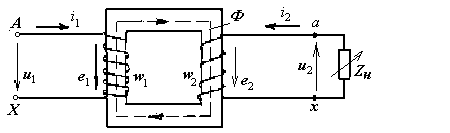 A i₁ Ф i₂ a
u₁ e₁ w₁ w₂ e₂ u₂ Zн
X x